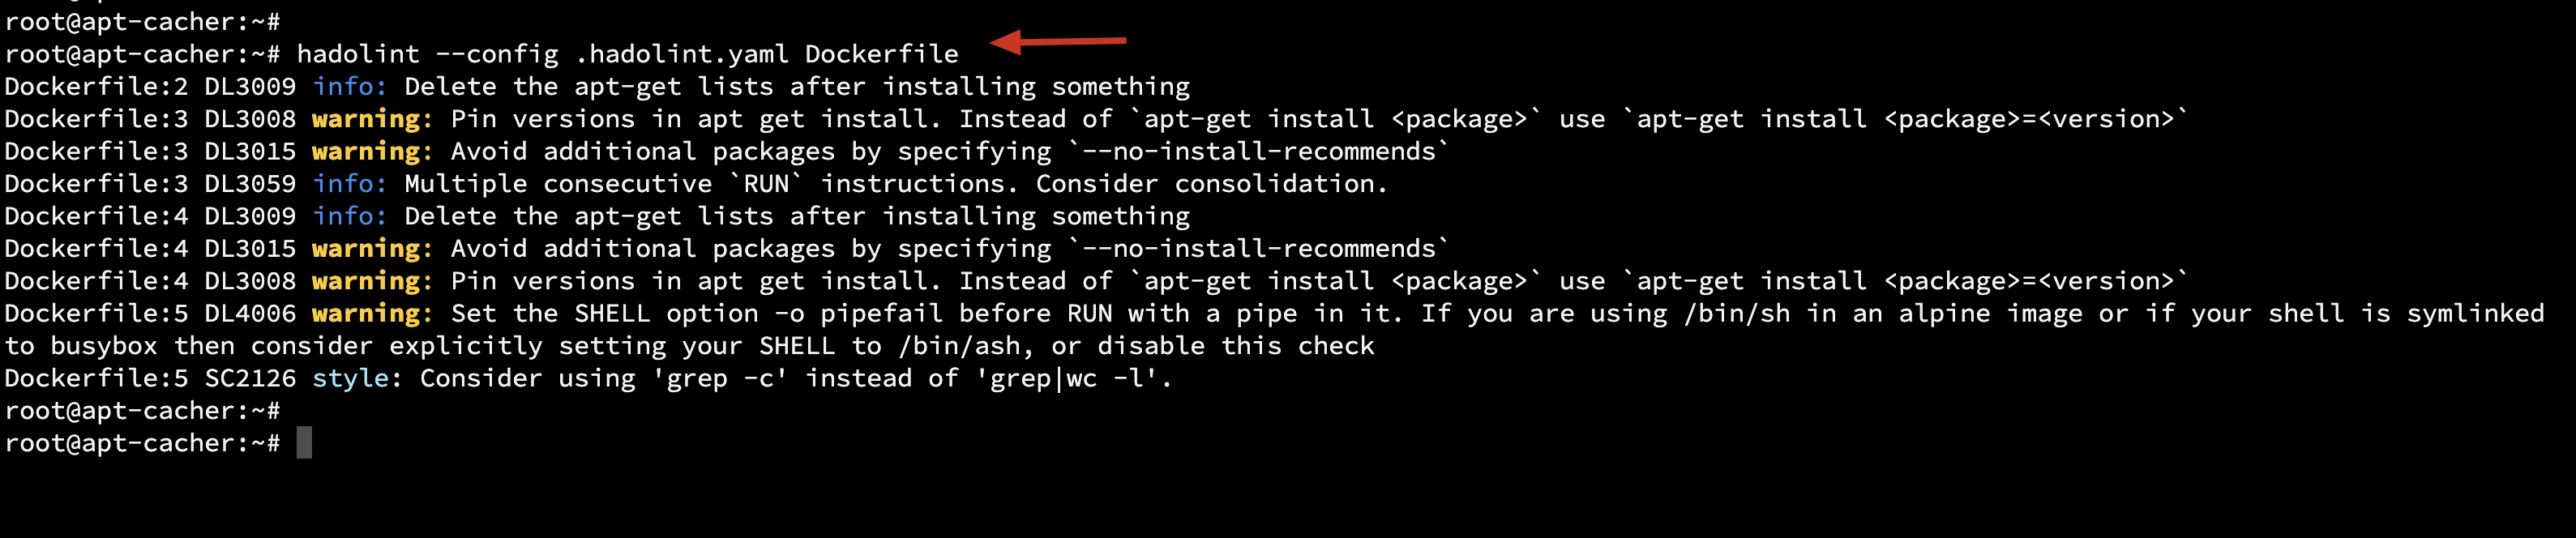 root@apt-cacher:~#
root@apt-cacher:~# hadolint --config .hadolint.yaml Dockerfile
Dockerfile:2 DL3009 info: Delete the apt-get lists after installing something
Dockerfile:3 DL3008 warning: Pin versions in apt get install. Instead of `apt-get install <package>` use `apt-get install <package>=<version>`
Dockerfile:3 DL3015 warning: Avoid additional packages by specifying `--no-install-recommends`
Dockerfile:3 DL3059 info: Multiple consecutive `RUN` instructions. Consider consolidation.
Dockerfile:4 DL3009 info: Delete the apt-get lists after installing something
Dockerfile:4 DL3015 warning: Avoid additional packages by specifying `--no-install-recommends`
Dockerfile:4 DL3008 warning: Pin versions in apt get install. Instead of `apt-get install <package>` use `apt-get install <package>=<version>`
Dockerfile:5 DL4006 warning: Set the SHELL option -o pipefail before RUN with a pipe in it. If you are using /bin/sh in an alpine image or if your shell is symlinked
to busybox then consider explicitly setting your SHELL to /bin/ash, or disable this check
Dockerfile:5 SC2126 style: Consider using 'grep -c' instead of 'grep|wc -l'.
root@apt-cacher:~#
root@apt-cacher:~#